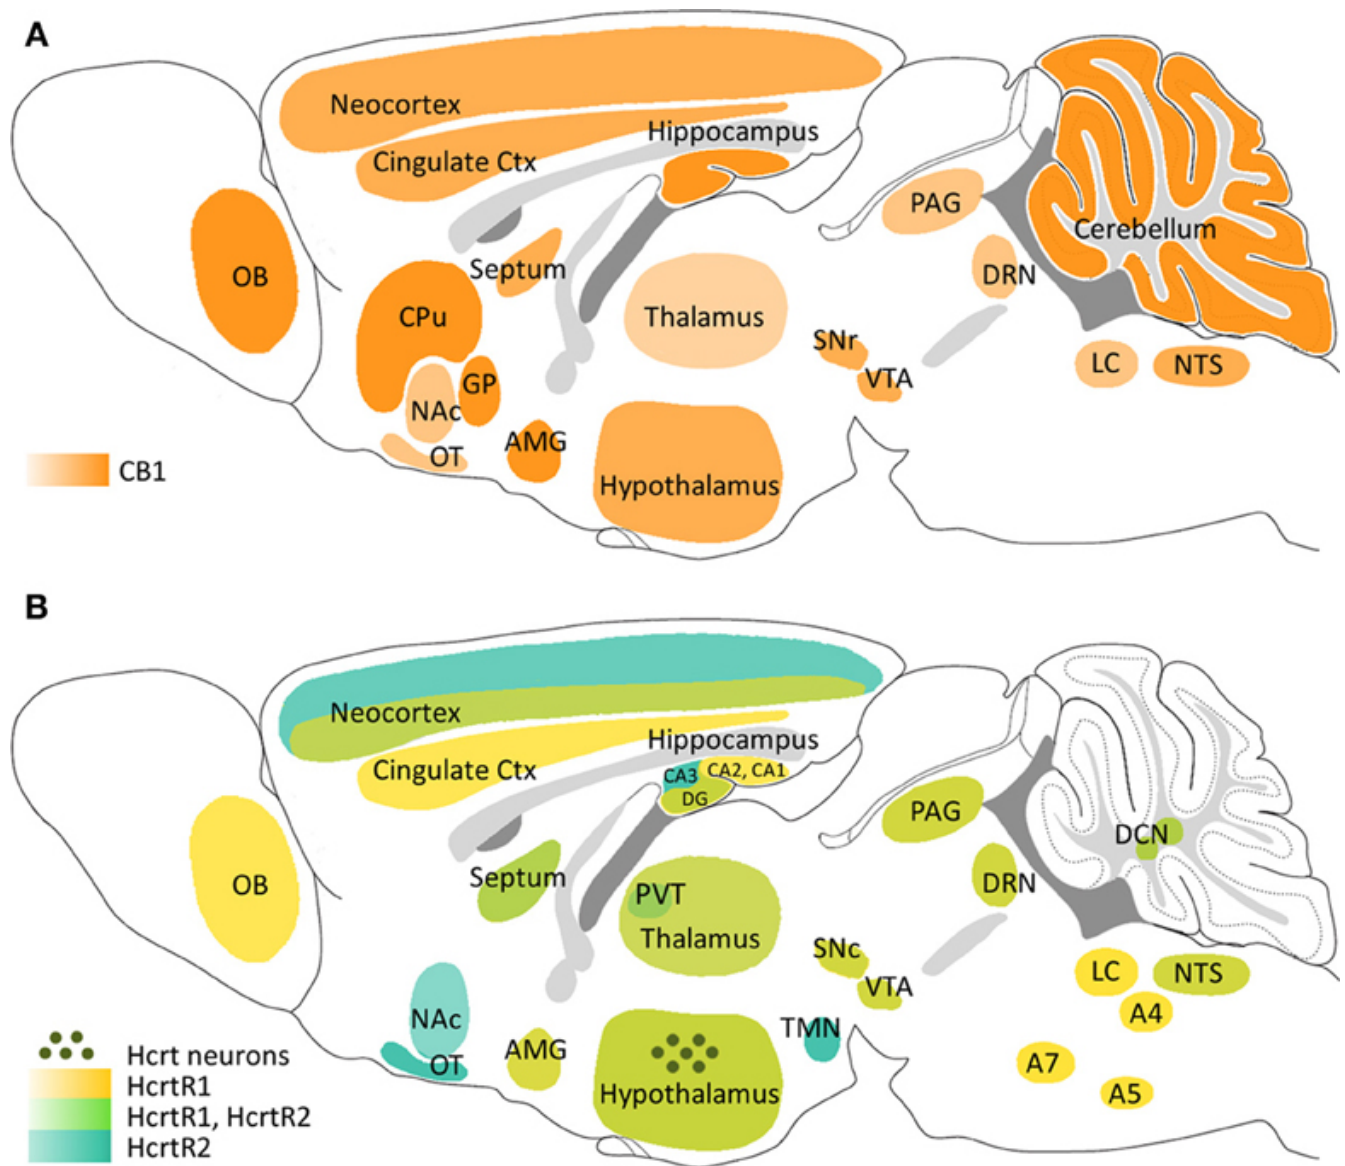 A
Neocortex
Hippocampus
Cingulate Ctx
PAG
Cerebellum
Septum
OB
DRN
CPu
Thalamus
SNr
LC
NTS
VTA
GP
NAc
AMG
OT
CB1
Hypothalamus
B
Neocortex
Hippocampus
Cingulate Ctx
CA3
CA2, CA1
DG
PAG
DCN
Septum
OB
PVT
DRN
Thalamus
SNc
LC
NTS
VTA
NAc
TMN
A4
AMG
OT
A7
Hypothalamus
A5
Hcrt neurons
HcrtR1
HcrtR1, HcrtR2
HcrtR2